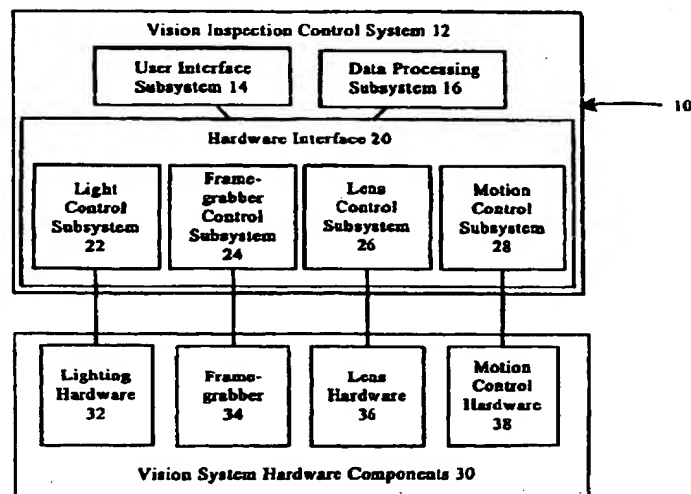 Vision Inspection Control System 12
User Interface
Subsystem 14
Data Processing
Subsystem 16
10
Hardware Interface 20
Light
Control
Subsystem
22
Frame-
grabber
Control
Subsystem
24
Lens
Control
Subsystem
26
Motion
Control
Subsystem
28
Lighting
Hardware
32
Frame-
grabber
34
Lens
Hardware
36
Motion
Control
Hardware
38
Vision System Hardware Components 30